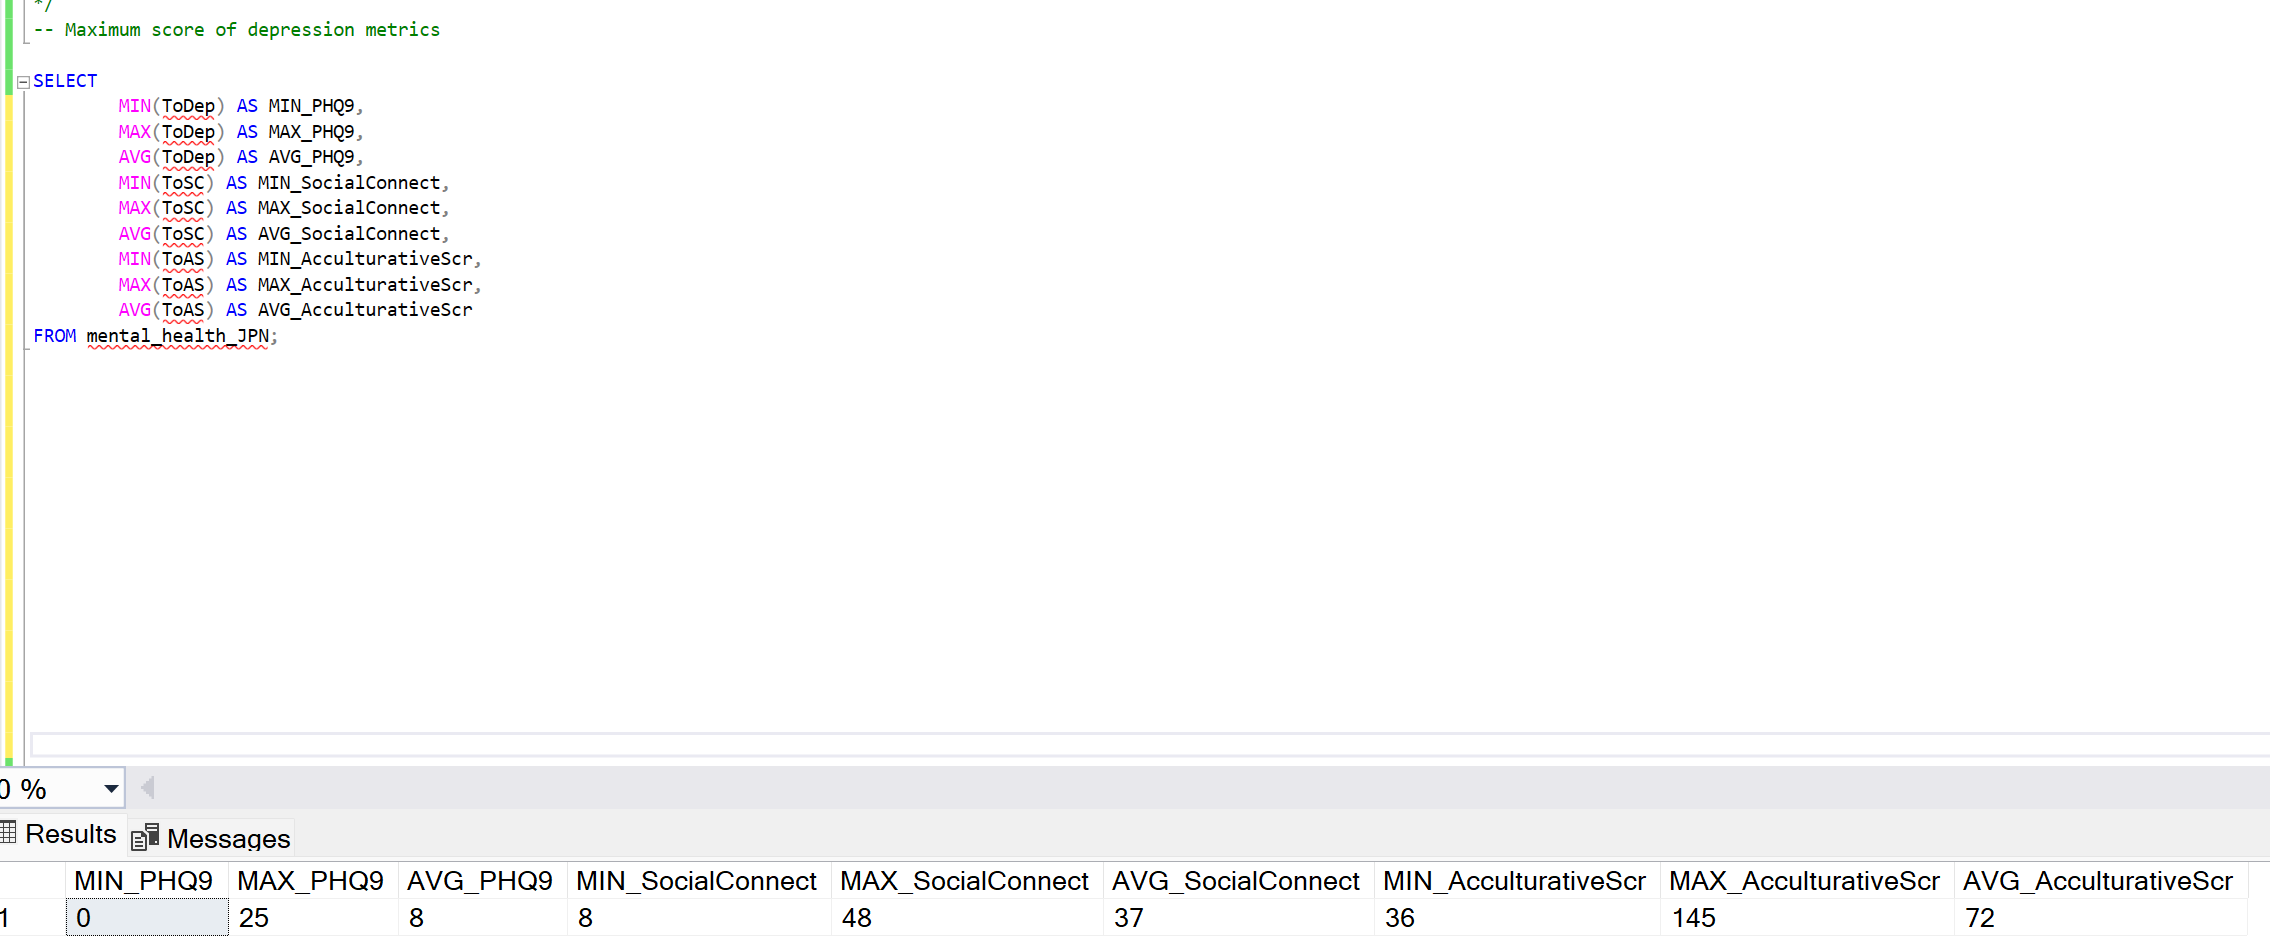 */
-- Maximum score of depression metrics
SELECT
MIN(ToDep) AS MIN_PHQ9,
MAX(ToDep) AS MAX_PHQ9,
AVG(ToDep) AS AVG_PHQ9,
MIN(ToSC) AS MIN_SocialConnect,
MAX(ToSC) AS MAX_SocialConnect,
AVG(ToSC) AS AVG_SocialConnect,
MIN(ToAS) AS MIN_AcculturativeScr,
MAX(ToAS) AS MAX_AcculturativeScr,
AVG(ToAS) AS AVG_AcculturativeScr
FROM mental_health_JPN;
0 %
Results Messages
MIN_PHQ9 MAX_PHQ9 AVG_PHQ9 MIN_SocialConnect MAX_SocialConnect AVG_SocialConnect MIN_AcculturativeScr MAX_AcculturativeScr AVG_AcculturativeScr
1 0 25 8 8 48 37 36 145 72